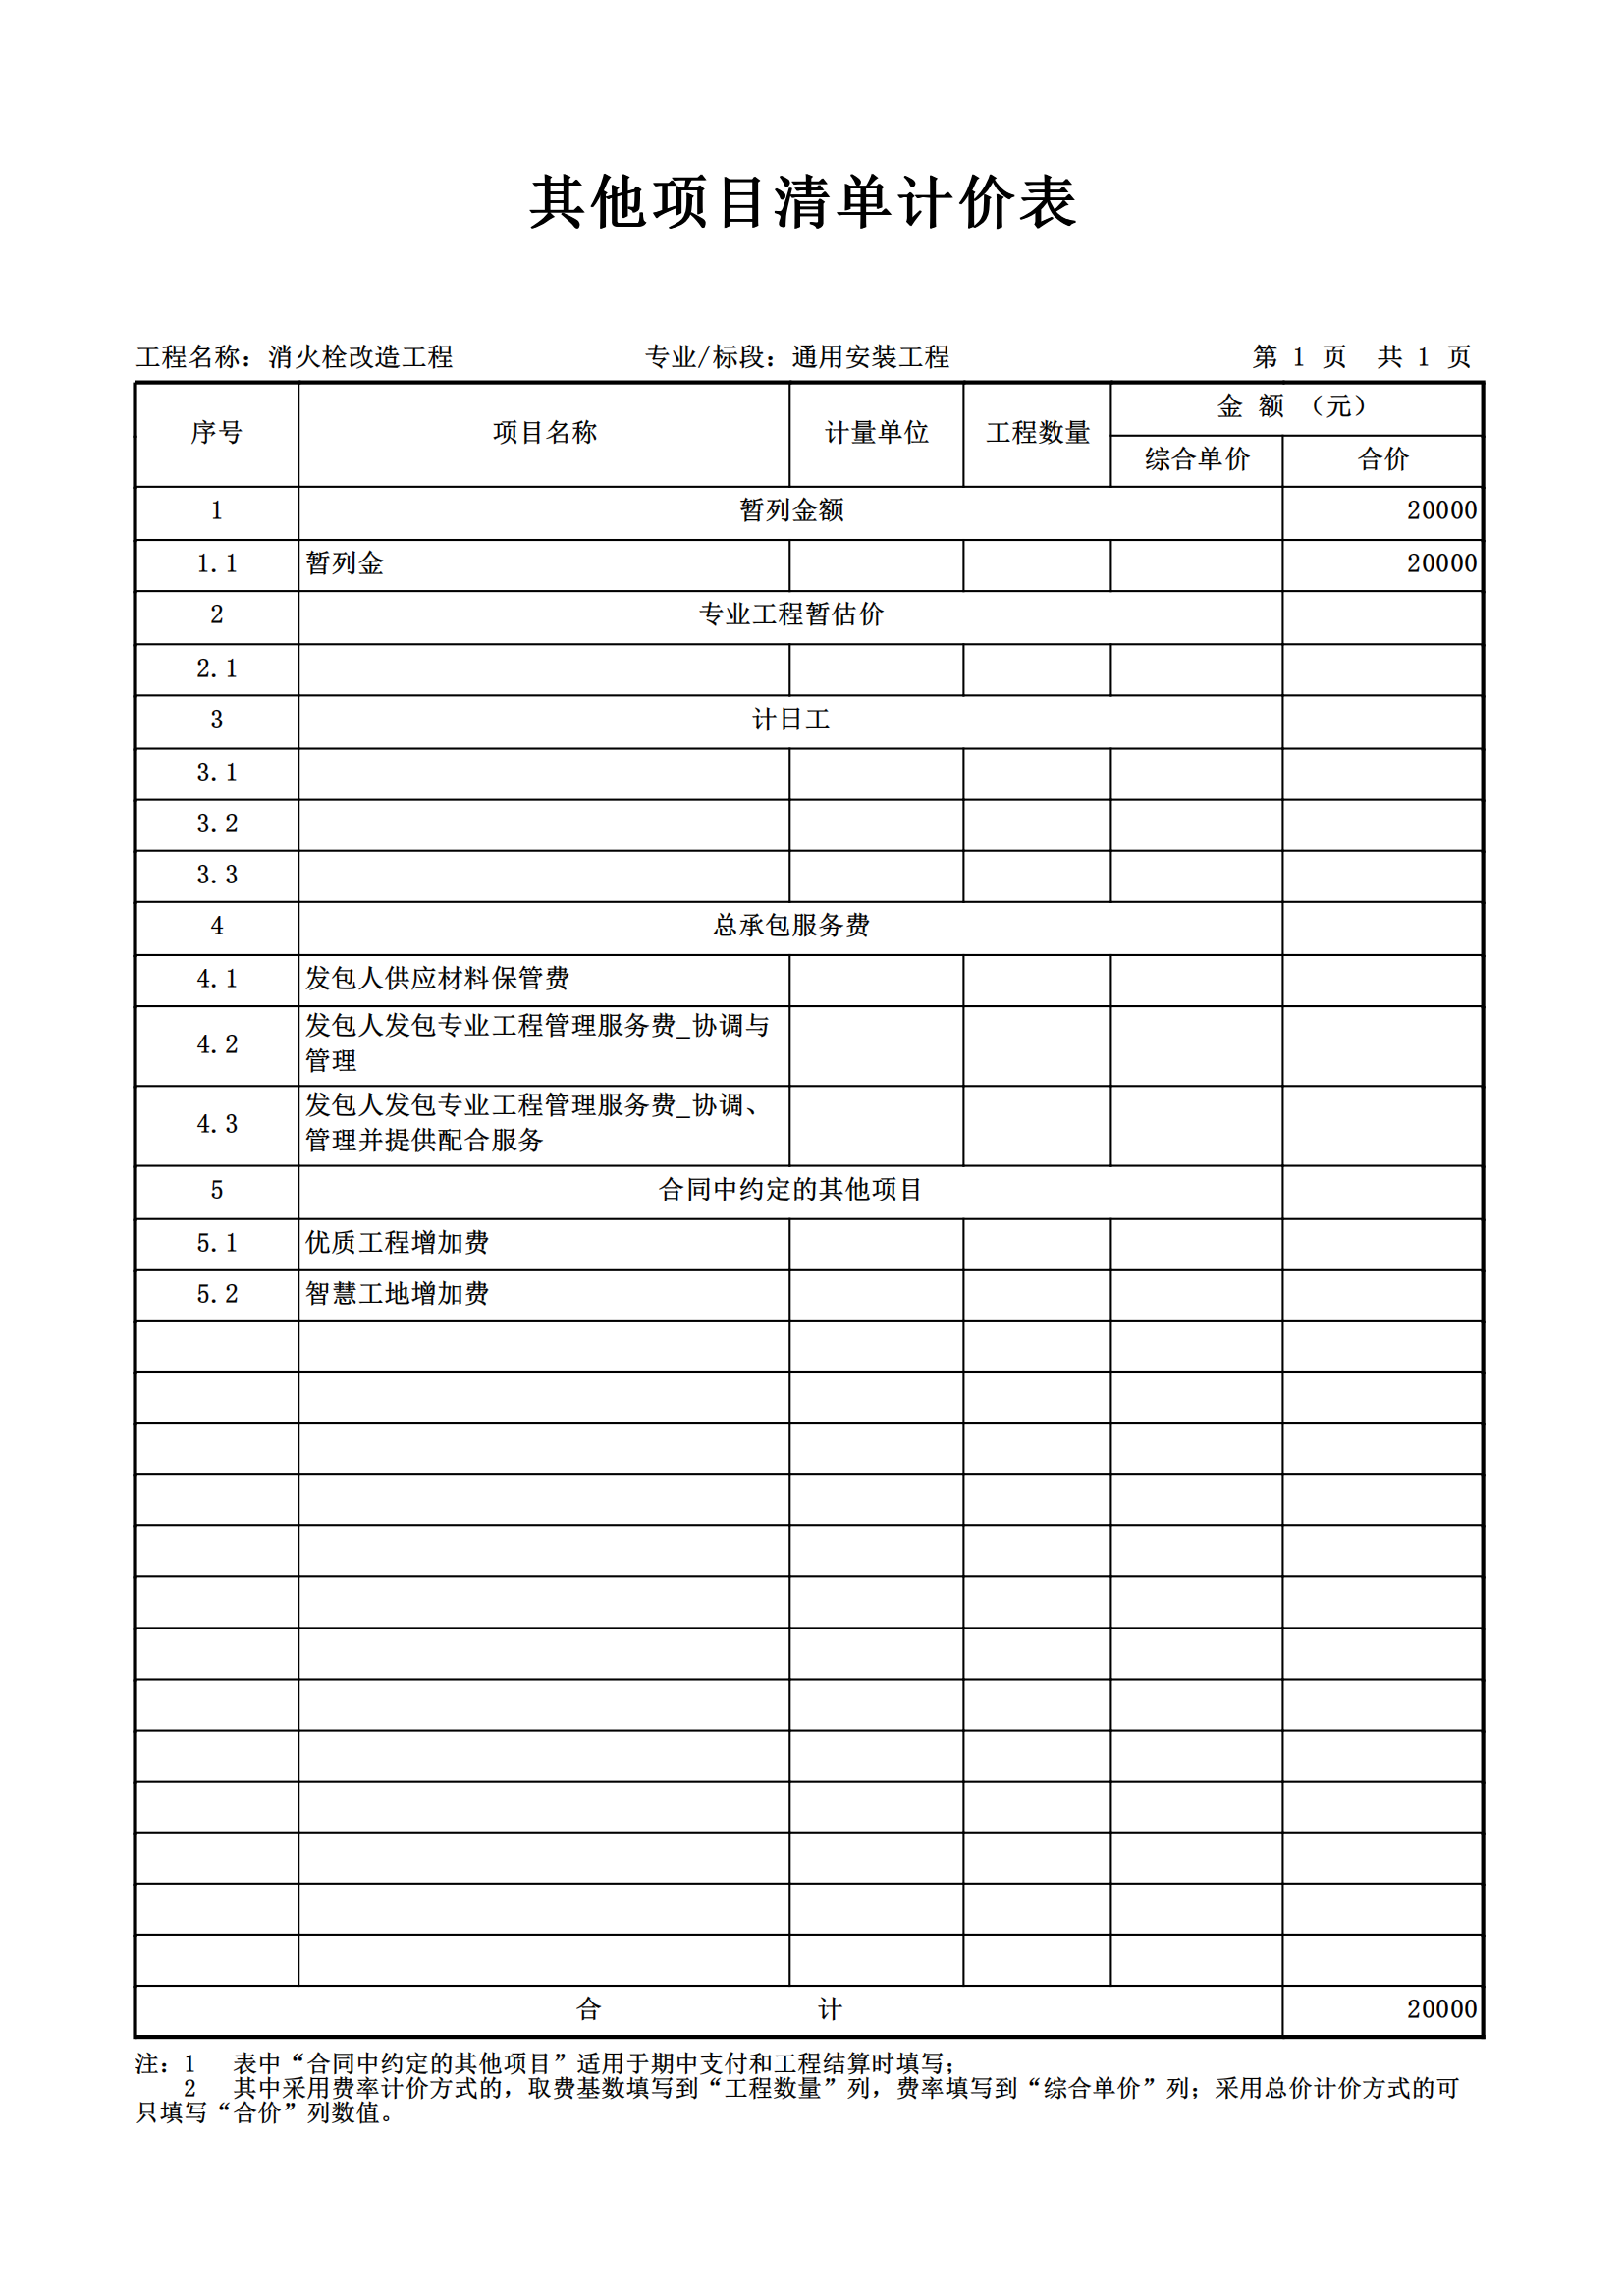 其他项目清单计价表
工程名称：消火栓改造工程 专业/标段：通用安装工程 第 1 页 共 1 页
序号 项目名称 计量单位 工程数量 金 额 （元）
综合单价 合价
1 暂列金额 20000
1.1 暂列金 20000
2 专业工程暂估价
2.1
3 计日工
3.1
3.2
3.3
4 总承包服务费
4.1 发包人供应材料保管费
4.2 发包人发包专业工程管理服务费_协调与
管理
4.3 发包人发包专业工程管理服务费_协调、
管理并提供配合服务
5 合同中约定的其他项目
5.1 优质工程增加费
5.2 智慧工地增加费
合 计 20000
注：1 表中“合同中约定的其他项目”适用于期中支付和工程结算时填写；
2 其中采用费率计价方式的，取费基数填写到“工程数量”列，费率填写到“综合单价”列；采用总价计价方式的可
只填写“合价”列数值。